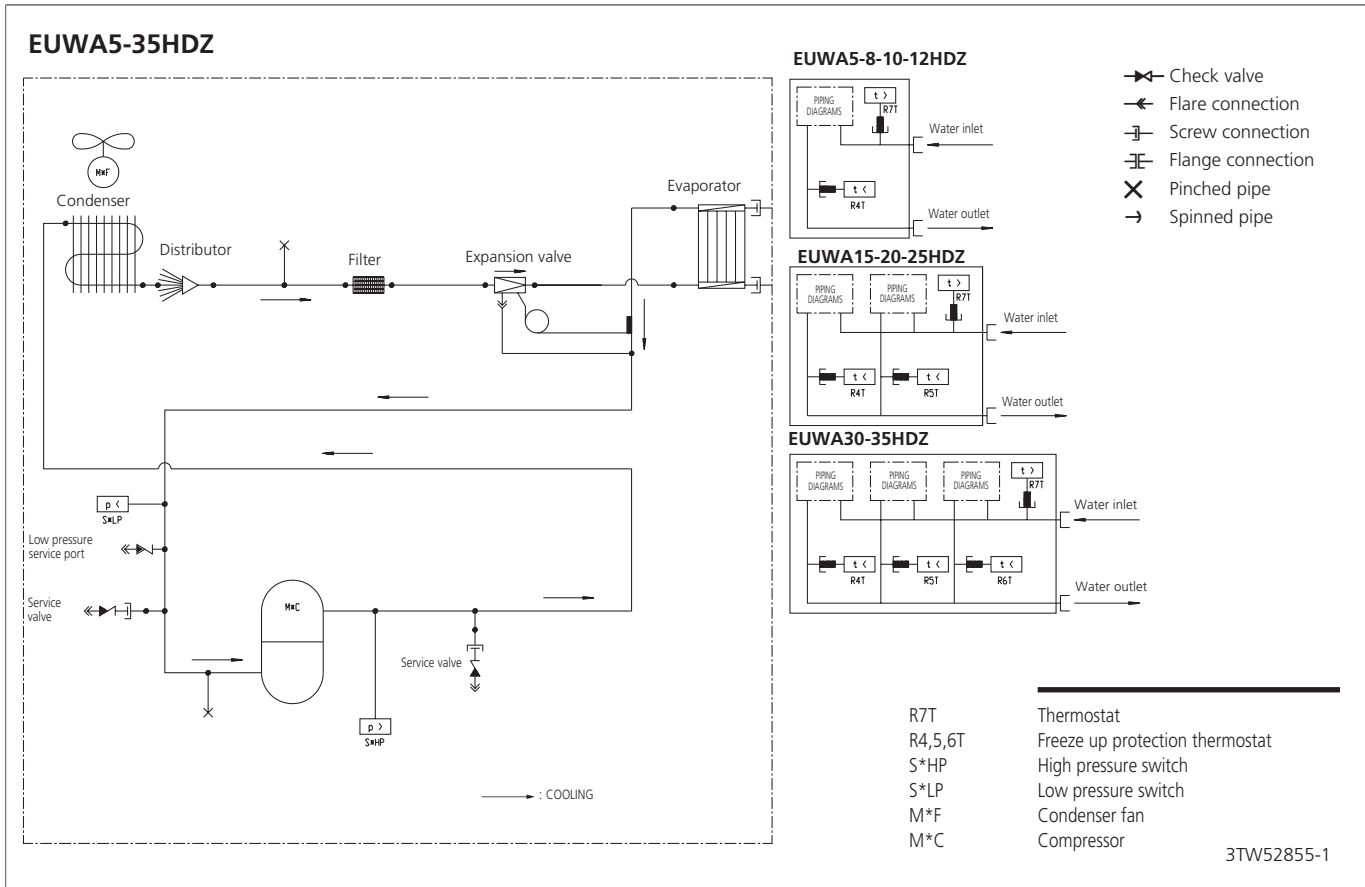 EUWA5-35HDZ
M*F
Condenser
Distributor
Filter
Expansion valve
Evaporator
p <
S*LP
Low pressure
service port
Service
valve
M*C
Service valve
p >
S*HP
: COOLING
EUWA5-8-10-12HDZ
PIPING
DIAGRAMS
t >
R7T
Water inlet
t <
R4T
Water outlet
EUWA15-20-25HDZ
PIPING
DIAGRAMS
PIPING
DIAGRAMS
t >
R7T
Water inlet
t <
R4T
t <
R5T
Water outlet
EUWA30-35HDZ
PIPING
DIAGRAMS
PIPING
DIAGRAMS
PIPING
DIAGRAMS
t >
R7T
Water inlet
t <
R4T
t <
R5T
t <
R6T
Water outlet
Check valve
Flare connection
Screw connection
Flange connection
Pinched pipe
Spinned pipe
R7T Thermostat
R4,5,6T Freeze up protection thermostat
S*HP High pressure switch
S*LP Low pressure switch
M*F Condenser fan
M*C Compressor
3TW52855-1